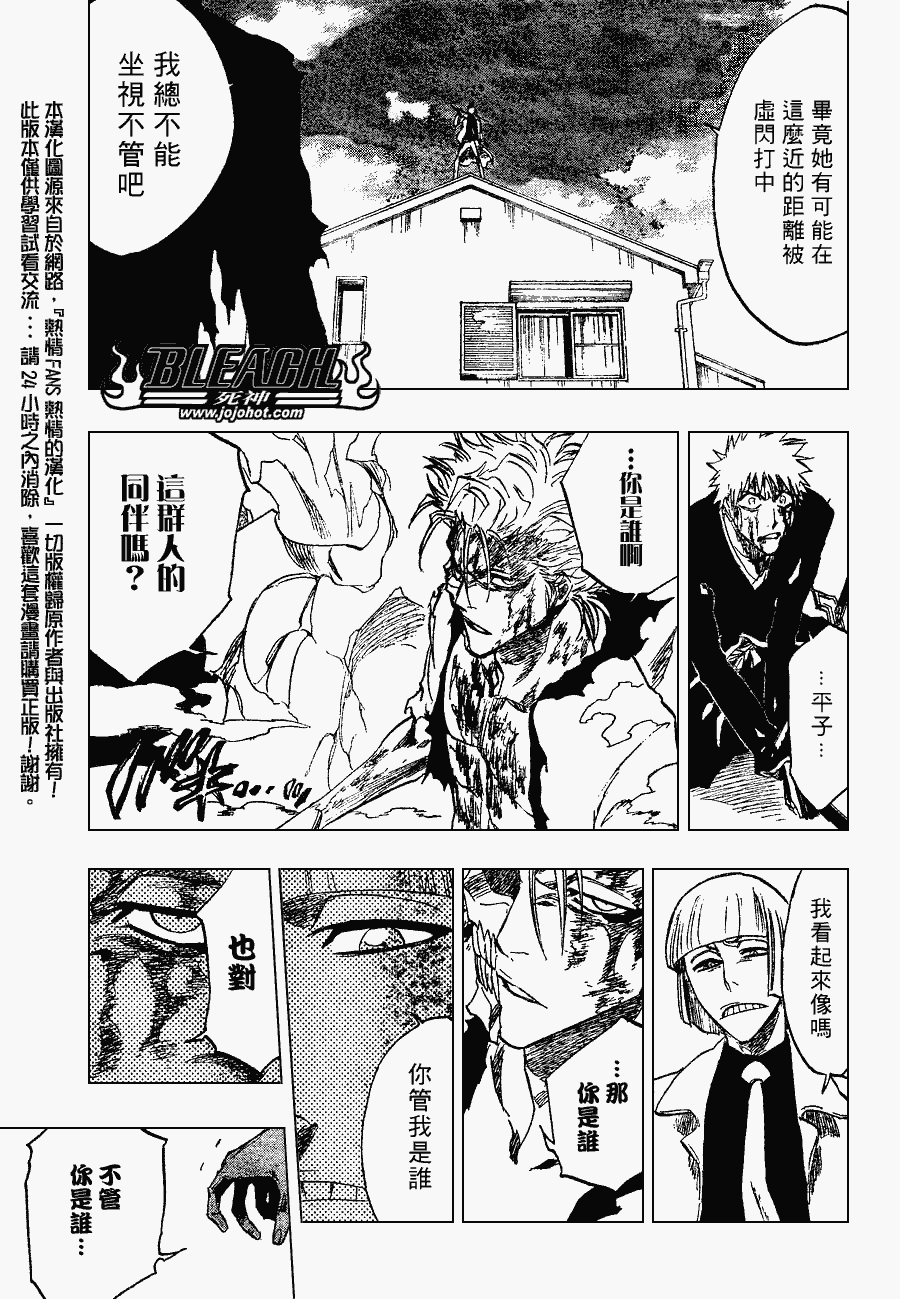 畢竟她有可能在
這麼近的距離被
虛閃打中
我總不能
坐視不管吧
BLEACH
死神
www.jojohot.com
…平子…
…你是誰啊
這群人的
同伴嗎？
我看起來像嗎
…那
你是誰
你管我是誰
也對
不管
你是誰…
本漢化圖源來自於網路，『熱情FANS熱情的漢化』一切版權歸原作者與出版社擁有！
此版本僅供學習試看交流…請24小時之內消除，喜歡這套漫畫請購買正版！謝謝。